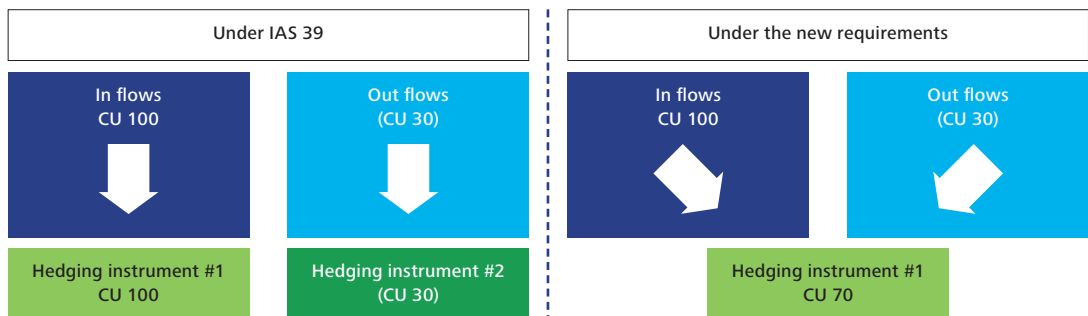 Under IAS 39
Under the new requirements
In flows
CU 100
Out flows
(CU 30)
In flows
CU 100
Out flows
(CU 30)
Hedging instrument #1
CU 100
Hedging instrument #2
(CU 30)
Hedging instrument #1
CU 70